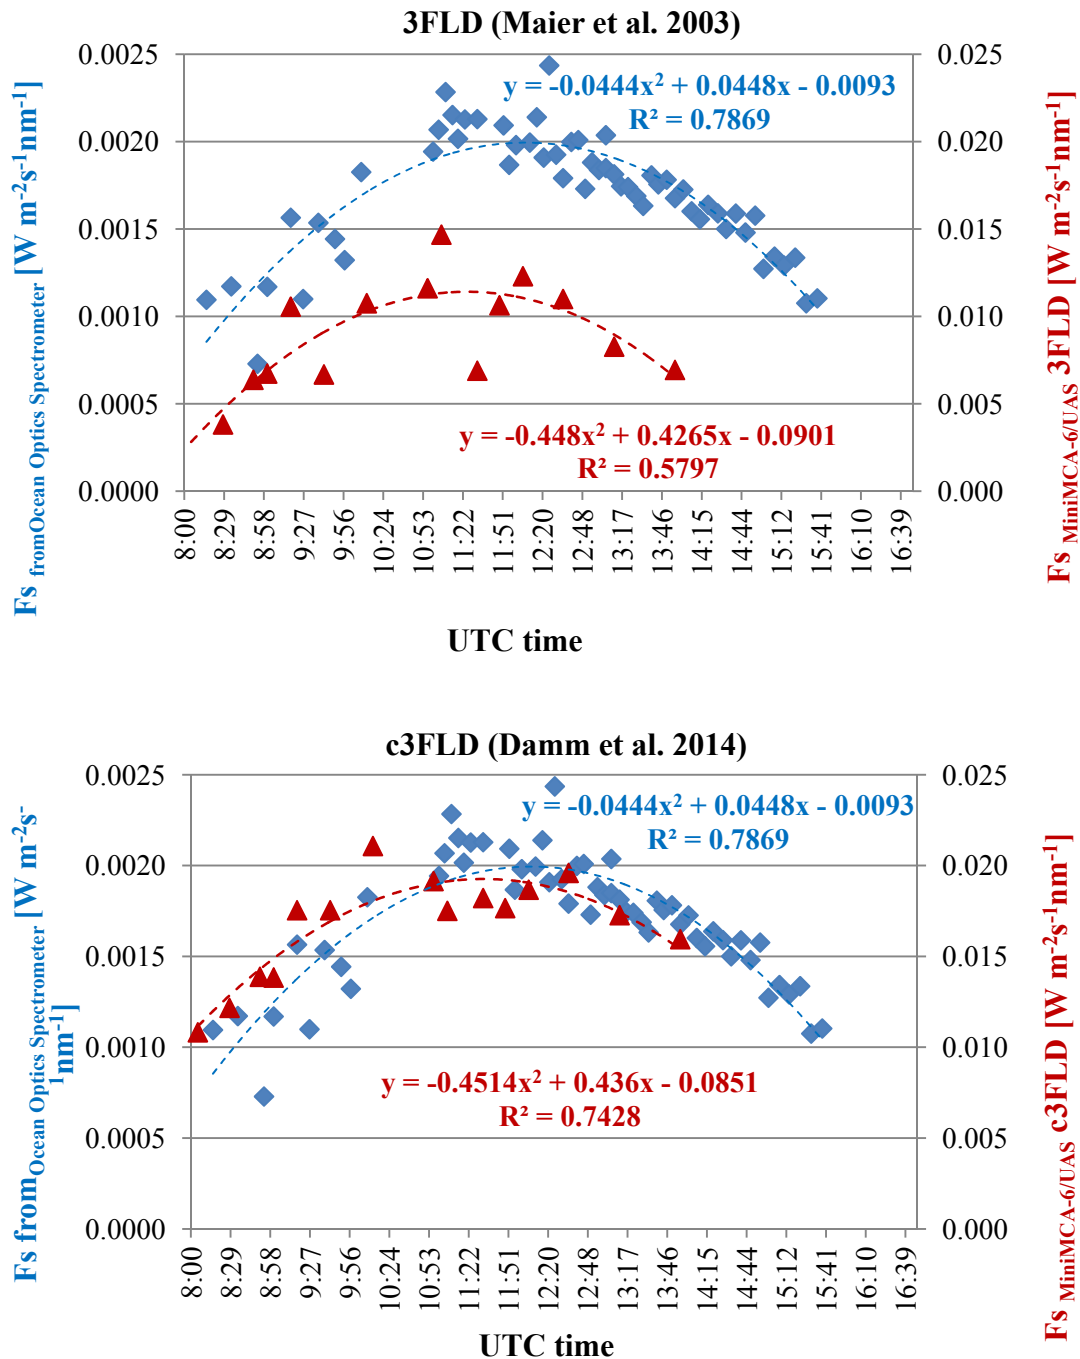 3FLD (Maier et al. 2003)
0.0025
0.0020
0.0015
0.0010
0.0005
0.0000
0.025
0.020
0.015
0.010
0.005
0.000
Fs fromOcean Optics Spectrometer [W m-2s-1nm-1]
Fs MiniMCA-6/UAS 3FLD [W m-2s-1nm-1]
y = -0.0444x² + 0.0448x - 0.0093
R² = 0.7869
y = -0.448x² + 0.4265x - 0.0901
R² = 0.5797
8:00 8:29 8:58 9:27 9:56 10:24 10:53 11:22 11:51 12:20 12:48 13:17 13:46 14:15 14:44 15:12 15:41 16:10 16:39
UTC time
c3FLD (Damm et al. 2014)
0.0025
0.0020
0.0015
0.0010
0.0005
0.0000
0.025
0.020
0.015
0.010
0.005
0.000
Fs from Ocean Optics Spectrometer [W m-2s-
1nm-1]
Fs MiniMCA-6/UAS c3FLD [W m-2s-1nm-1]
y = -0.0444x² + 0.0448x - 0.0093
R² = 0.7869
y = -0.4514x² + 0.436x - 0.0851
R² = 0.7428
8:00 8:29 8:58 9:27 9:56 10:24 10:53 11:22 11:51 12:20 12:48 13:17 13:46 14:15 14:44 15:12 15:41 16:10 16:39
UTC time